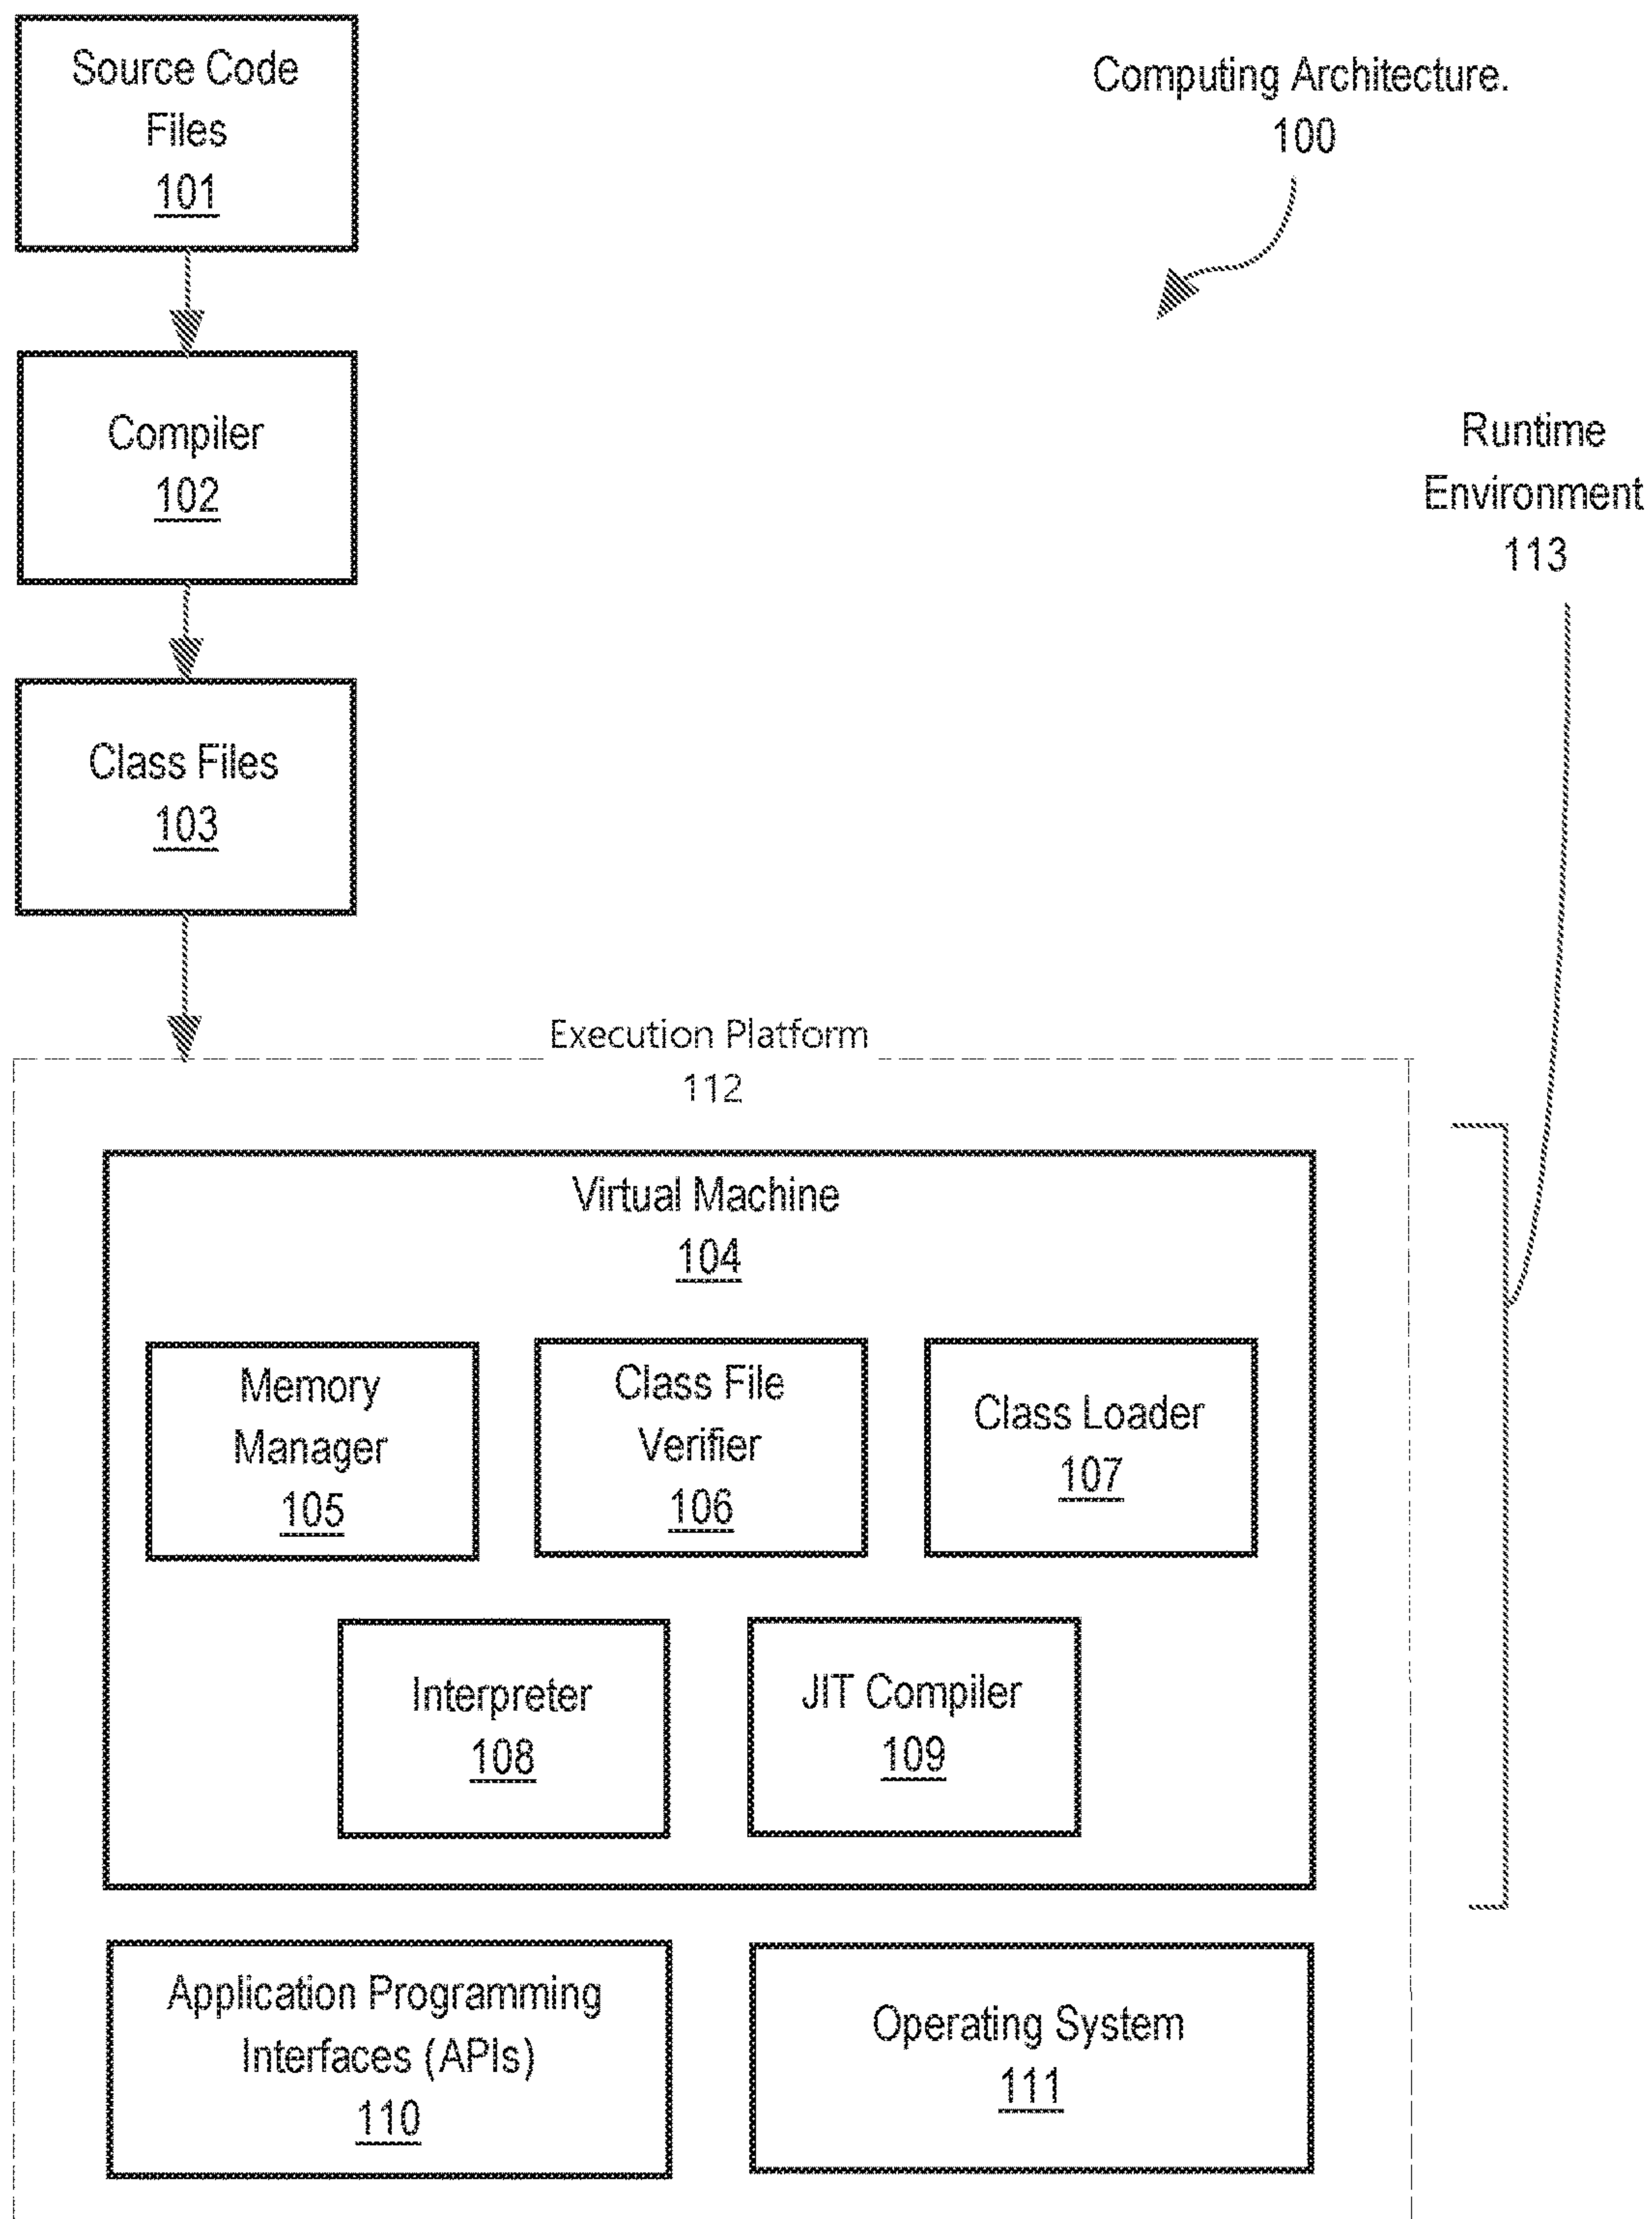 Source Code
Files
101
Computing Architecture.
100
Compiler
102
Runtime
Environment
113
Class Files
103
Execution Platform
112
Virtual Machine
104
Memory
Manager
105
Class File
Verifier
106
Class Loader
107
Interpreter
108
JIT Compiler
109
Application Programming
Interfaces (APIs)
110
Operating System
111